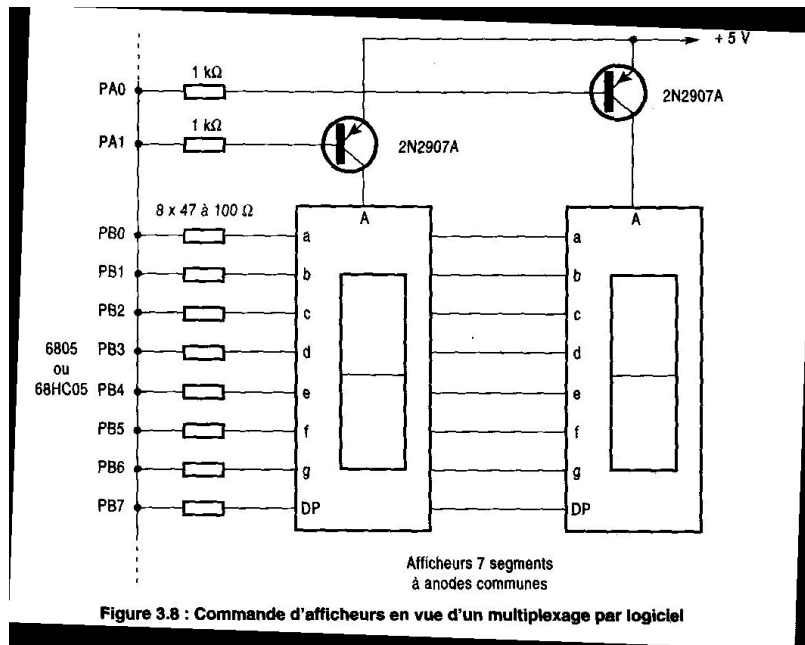 + 5 V
1 kΩ
PA0
2N2907A
1 kΩ
PA1
2N2907A
8 x 47 à 100 Ω
A
A
PB0
a
a
PB1
b
b
PB2
c
c
6805
ou
68HC05
PB3
d
d
PB4
e
e
PB5
f
f
PB6
g
g
PB7
DP
DP
Afficheurs 7 segments
à anodes communes
Figure 3.8 : Commande d'afficheurs en vue d'un multiplexage par logiciel